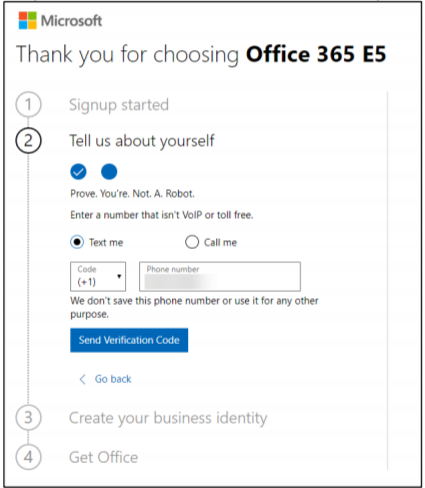 Microsoft
Thank you for choosing Office 365 E5
1 Signup started
2 Tell us about yourself
Prove. You're. Not. A. Robot.
Enter a number that isn't VoIP or toll free.
Text me Call me
Code Phone number
(+1)
We don't save this phone number or use it for any other
purpose.
Send Verification Code
< Go back
3 Create your business identity
4 Get Office